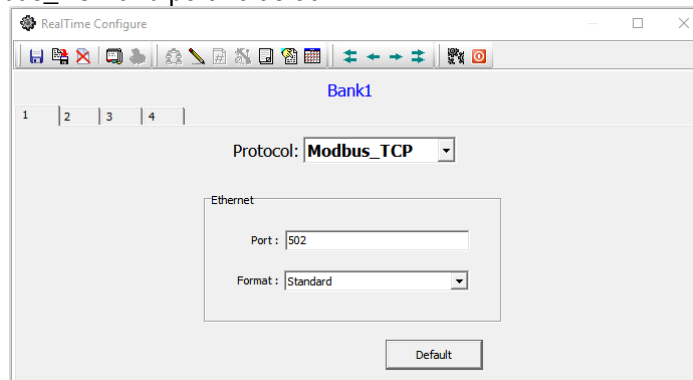 RealTime Configure
Bank1
1 2 3 4
Protocol: Modbus_TCP
Ethernet
Port: 502
Format: Standard
Default